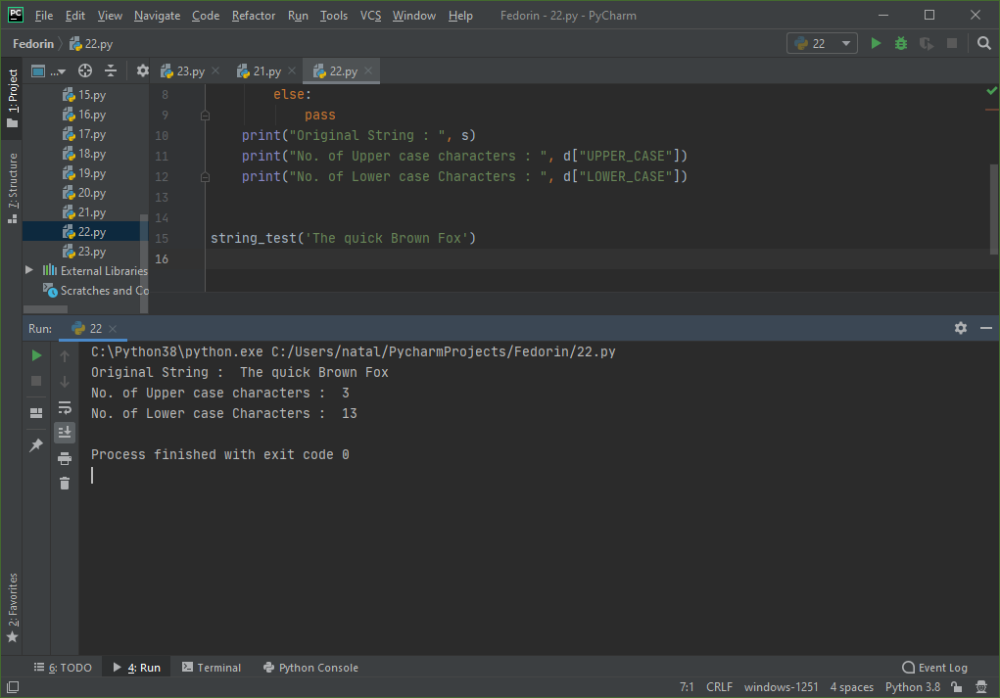 PC File Edit View Navigate Code Refactor Run Tools VCS Window Help Fedorin - 22.py - PyCharm
Fedorin 22.py 22
1: Project
... 23.py 21.py 22.py
15.py
16.py
17.py
18.py
19.py
20.py
21.py
22.py
23.py
External Libraries
Scratches and Co
7: Structure
8 else:
9 pass
10 print("Original String : ", s)
11 print("No. of Upper case characters : ", d["UPPER_CASE"])
12 print("No. of Lower case Characters : ", d["LOWER_CASE"])
13
14
15 string_test('The quick Brown Fox')
16
Run: 22
C:\Python38\python.exe C:/Users/natal/PycharmProjects/Fedorin/22.py
Original String :  The quick Brown Fox
No. of Upper case characters :  3
No. of Lower case Characters :  13
Process finished with exit code 0
2: Favorites
6: TODO 4: Run Terminal Python Console Event Log
7:1 CRLF windows-1251 4 spaces Python 3.8